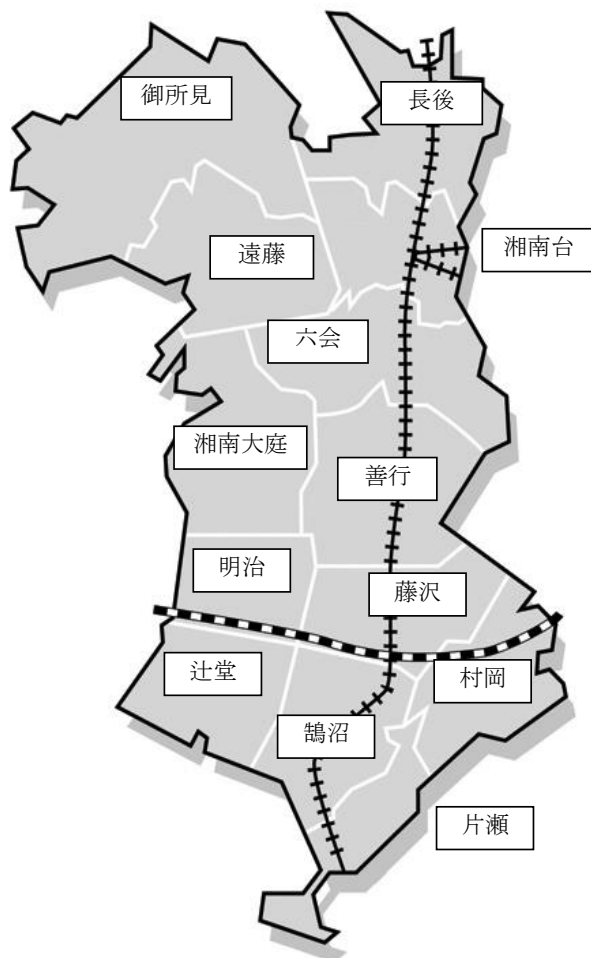 御所見
長後
遠藤
湘南台
六会
湘南大庭
善行
明治
藤沢
辻堂
村岡
鵠沼
片瀬